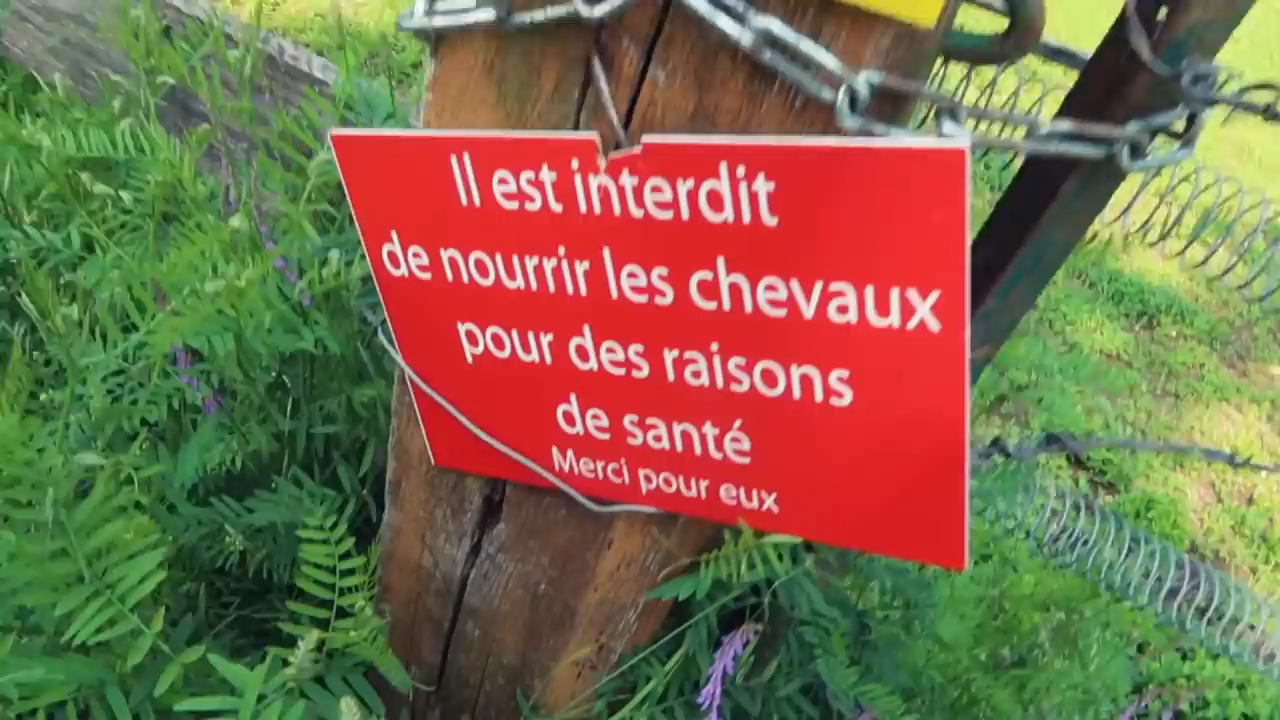 Il est interdit
de nourrir les chevaux
pour des raisons
de santé
Merci pour eux